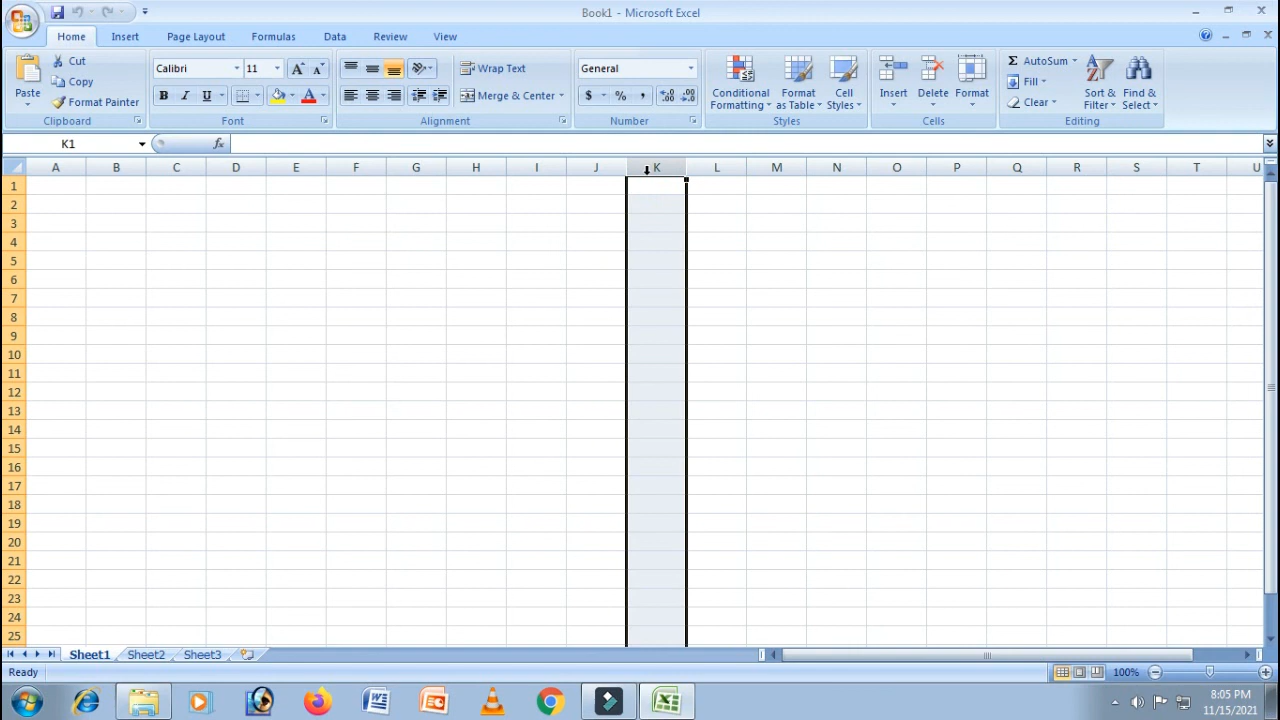 Book1 - Microsoft Excel
Home Insert Page Layout Formulas Data Review View
Paste Cut Copy Format Painter Clipboard
Calibri 11 A A B I U A Font
Wrap Text Merge & Center Alignment
General $ % , .0 .00 .00 .0 Number
Conditional Formatting Format as Table Cell Styles Styles
Insert Delete Format Cells
Σ AutoSum Fill Clear Sort & Filter Find & Select Editing
K1 fx
A B C D E F G H I J K L M N O P Q R S T U
1
2
3
4
5
6
7
8
9
10
11
12
13
14
15
16
17
18
19
20
21
22
23
24
25
Sheet1 Sheet2 Sheet3
Ready 100%
8:05 PM
11/15/2021